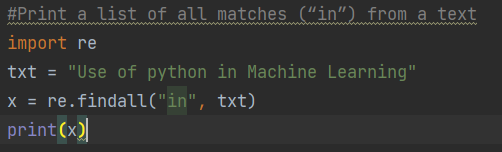 #Print a list of all matches (“in”) from a text
import re
txt = "Use of python in Machine Learning"
x = re.findall("in", txt)
print(x)